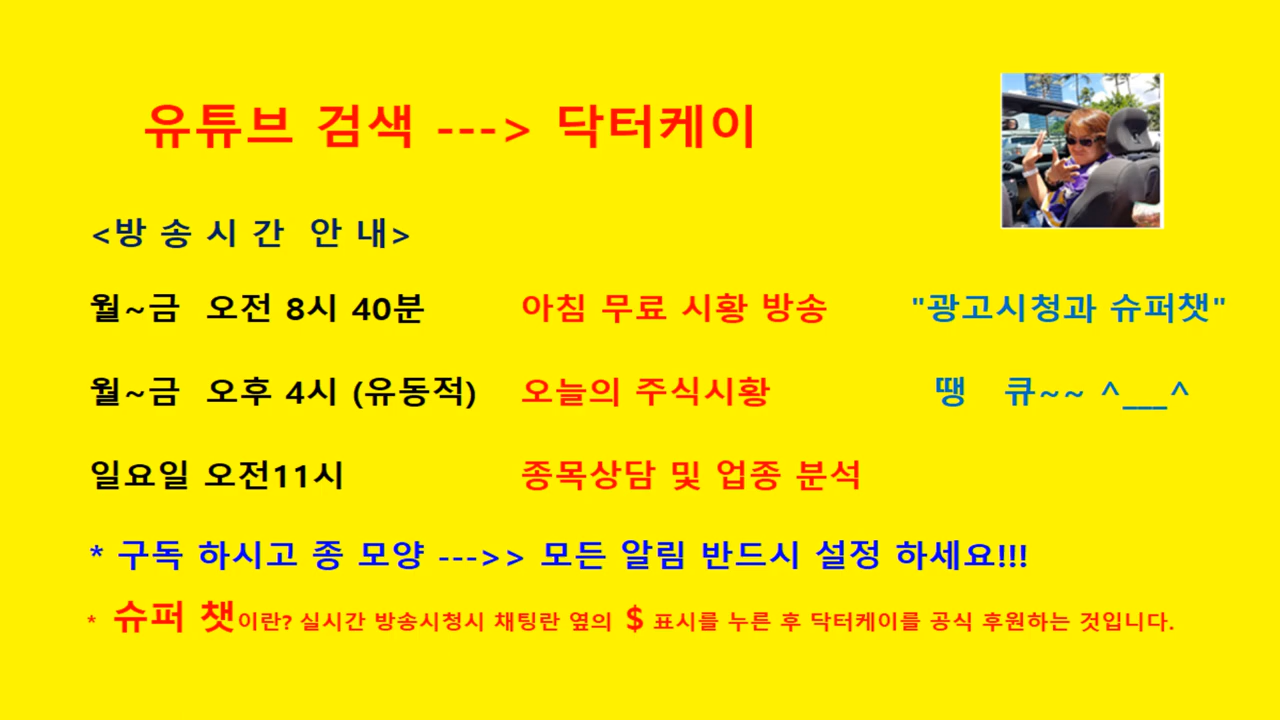 유튜브 검색 ---> 닥터케이
<방 송 시 간 안 내>
월~금 오전 8시 40분 아침 무료 시황 방송 "광고시청과 슈퍼챗"
월~금 오후 4시 (유동적) 오늘의 주식시황 땡 큐~~ ^___^
일요일 오전11시 종목상담 및 업종 분석
* 구독 하시고 종 모양 --->> 모든 알림 반드시 설정 하세요!!!
* 슈퍼 챗이란? 실시간 방송시청시 채팅란 옆의 $ 표시를 누른 후 닥터케이를 공식 후원하는 것입니다.